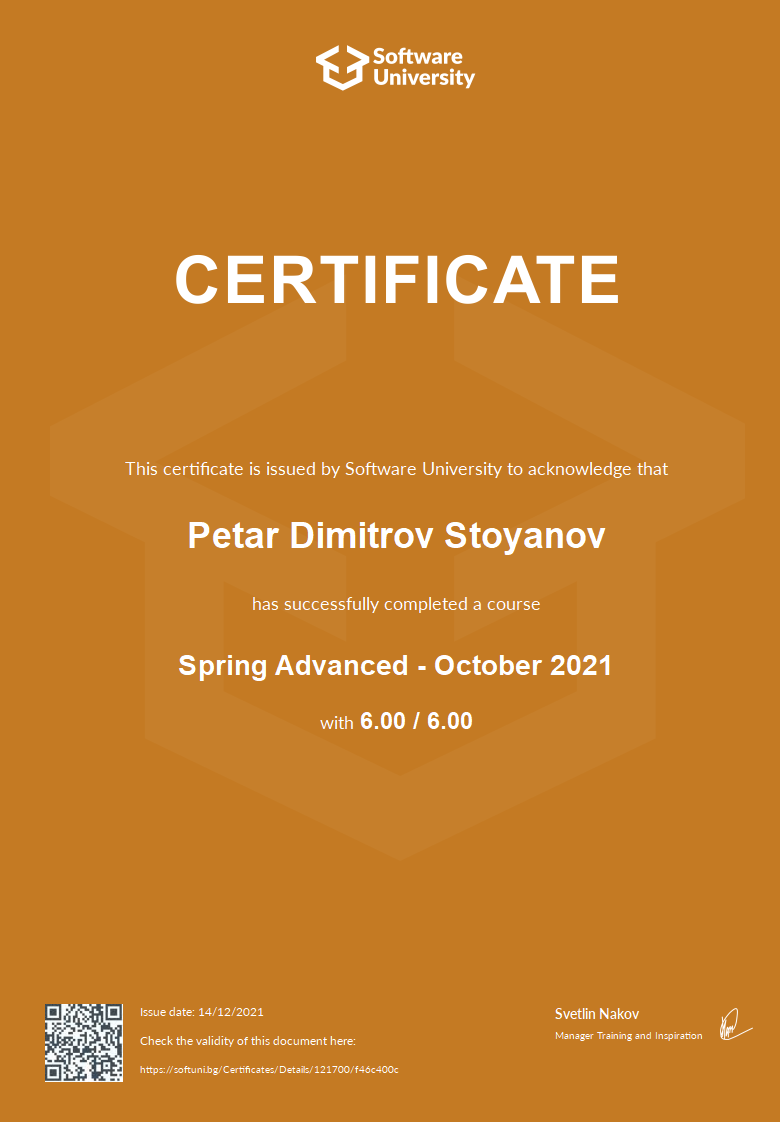 Software
University
CERTIFICATE
This certificate is issued by Software University to acknowledge that
Petar Dimitrov Stoyanov
has successfully completed a course
Spring Advanced - October 2021
with 6.00 / 6.00
Issue date: 14/12/2021
Svetlin Nakov
Manager Training and Inspiration
Check the validity of this document here:
https://softuni.bg/Certificates/Details/121700/f46c400c